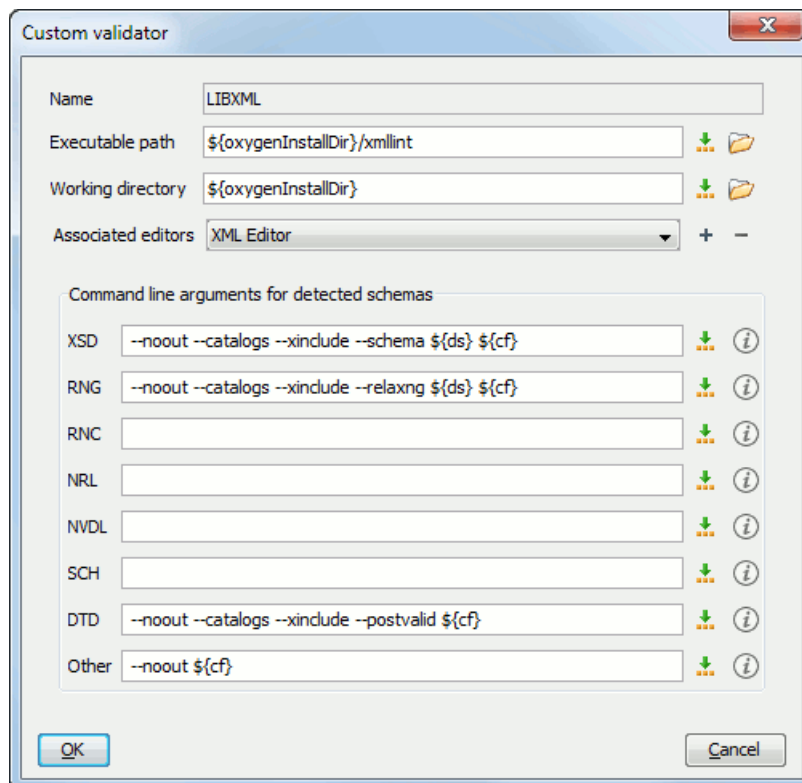 Custom validator
Name LIBXML
Executable path ${oxygenInstallDir}/xmllint
Working directory ${oxygenInstallDir}
Associated editors XML Editor
Command line arguments for detected schemas
XSD --noout --catalogs --xinclude --schema ${ds} ${cf}
RNG --noout --catalogs --xinclude --relaxng ${ds} ${cf}
RNC
NRL
NVDL
SCH
DTD --noout --catalogs --xinclude --postvalid ${cf}
Other --noout ${cf}
OK Cancel